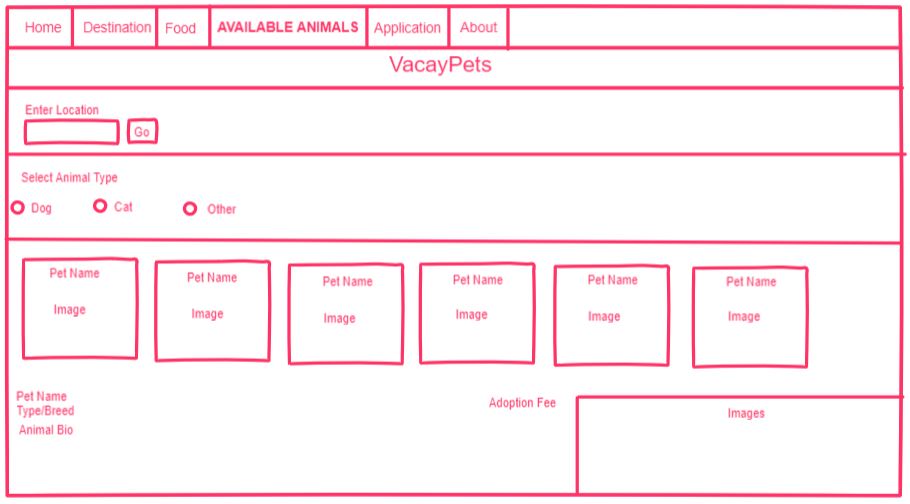 Home Destination Food AVAILABLE ANIMALS Application About
VacayPets
Enter Location
Go
Select Animal Type
Dog Cat Other
Pet Name Pet Name Pet Name Pet Name Pet Name Pet Name
Image Image Image Image Image Image
Pet Name
Type/Breed
Animal Bio
Adoption Fee
Images